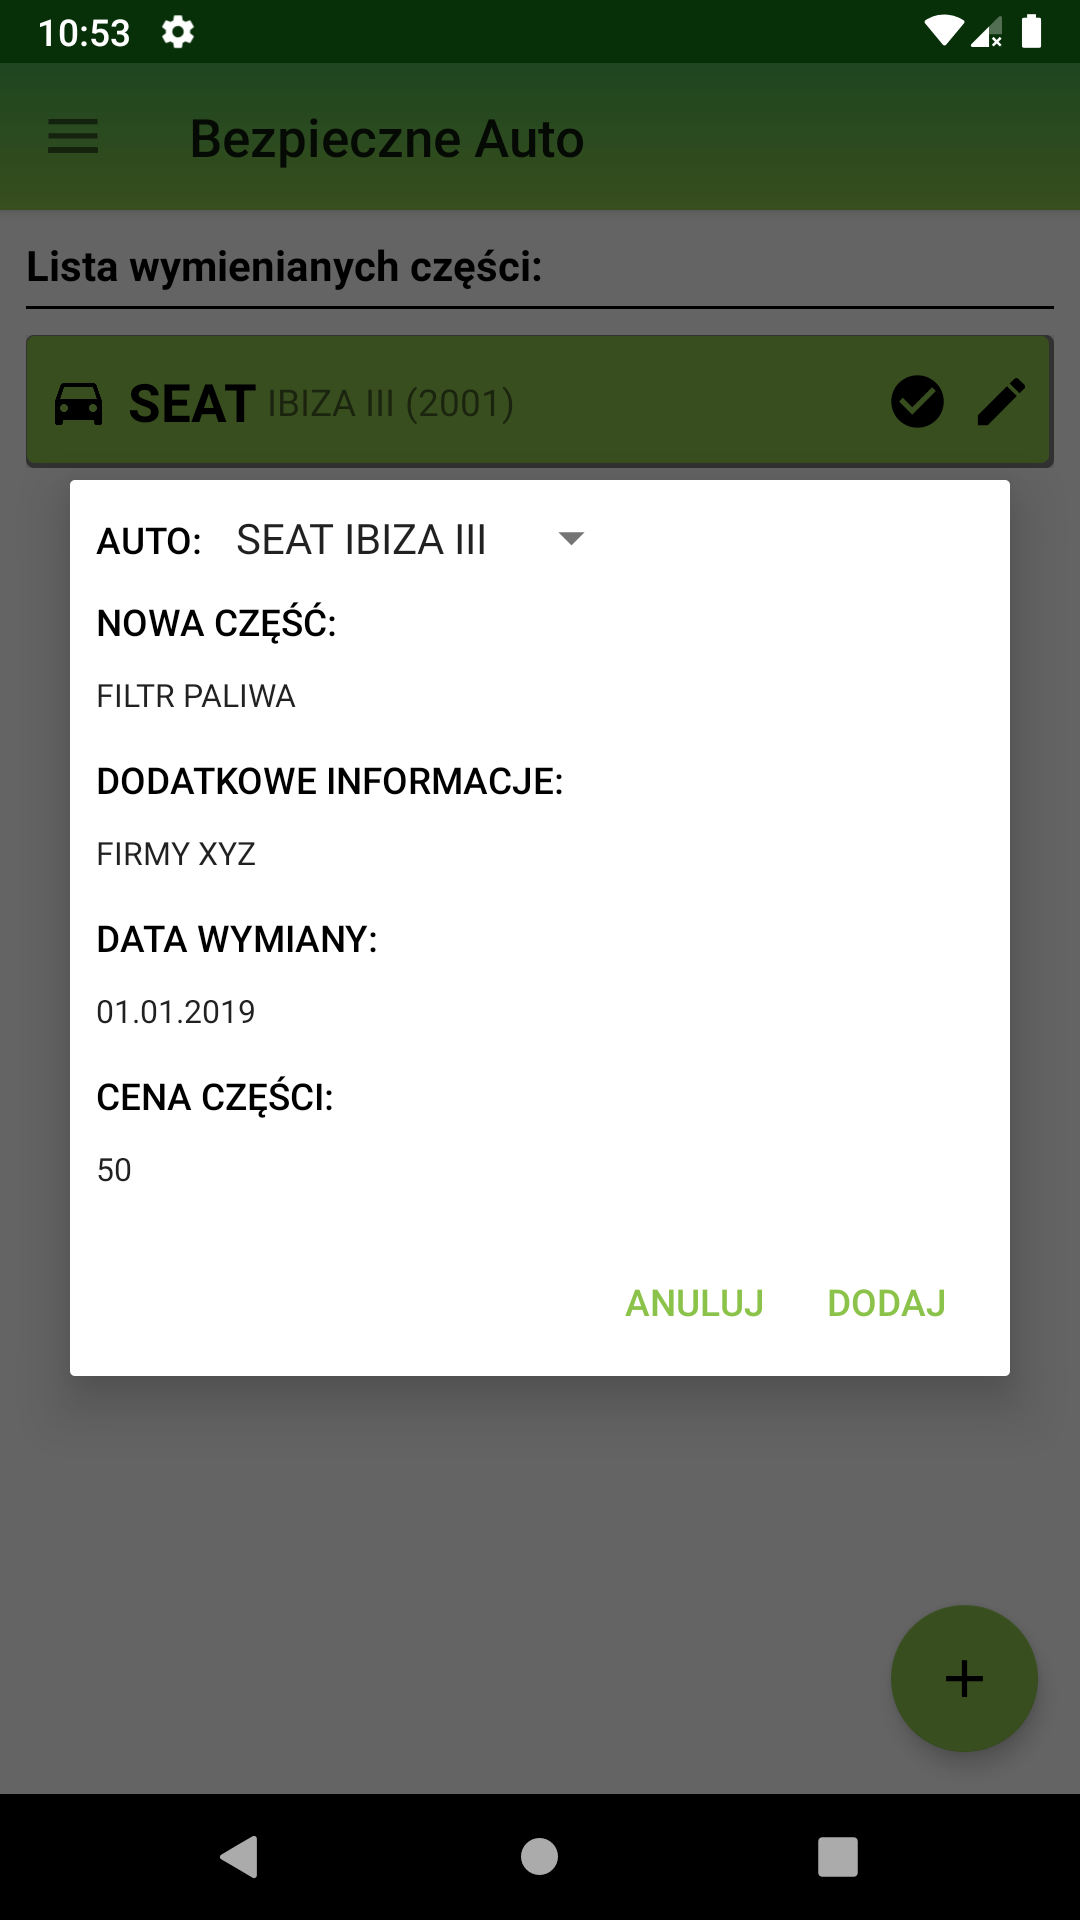 10:53
Bezpieczne Auto
Lista wymienianych części:
SEAT IBIZA III (2001)
AUTO: SEAT IBIZA III
NOWA CZĘŚĆ:
FILTR PALIWA
DODATKOWE INFORMACJE:
FIRMY XYZ
DATA WYMIANY:
01.01.2019
CENA CZĘŚCI:
50
ANULUJ DODAJ